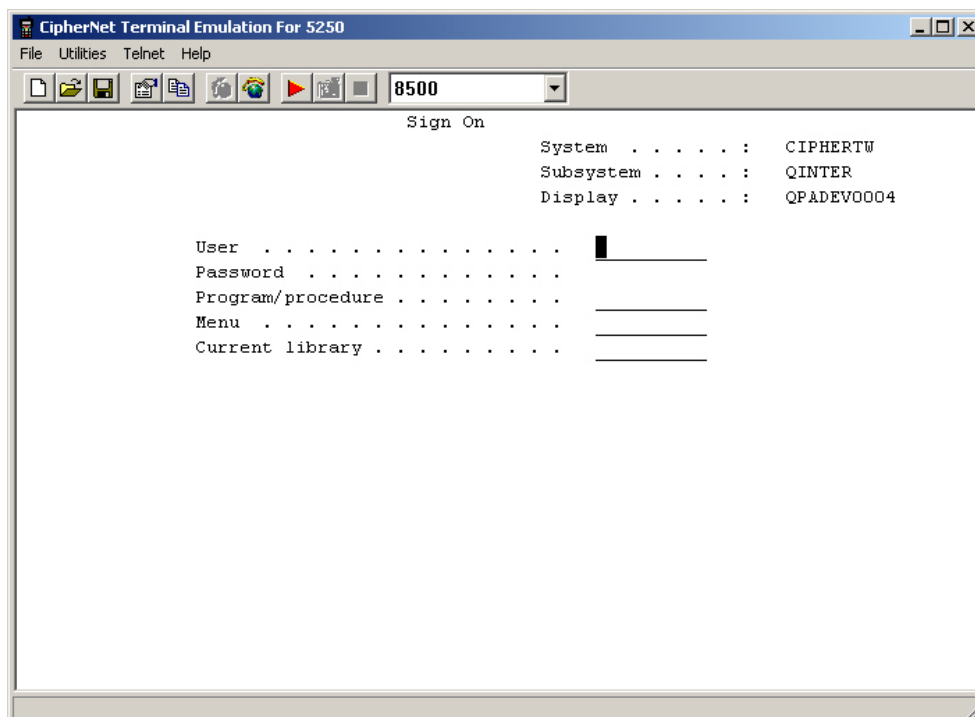 CipherNet Terminal Emulation For 5250
File Utilities Telnet Help
8500
Sign On
System . . . . . : CIPHERTW
Subsystem . . . . : QINTER
Display . . . . . : QPADEV0004
User . . . . . . . . . . . . . .
Password . . . . . . . . . . . .
Program/procedure . . . . . . . .
Menu . . . . . . . . . . . . . .
Current library . . . . . . . . .